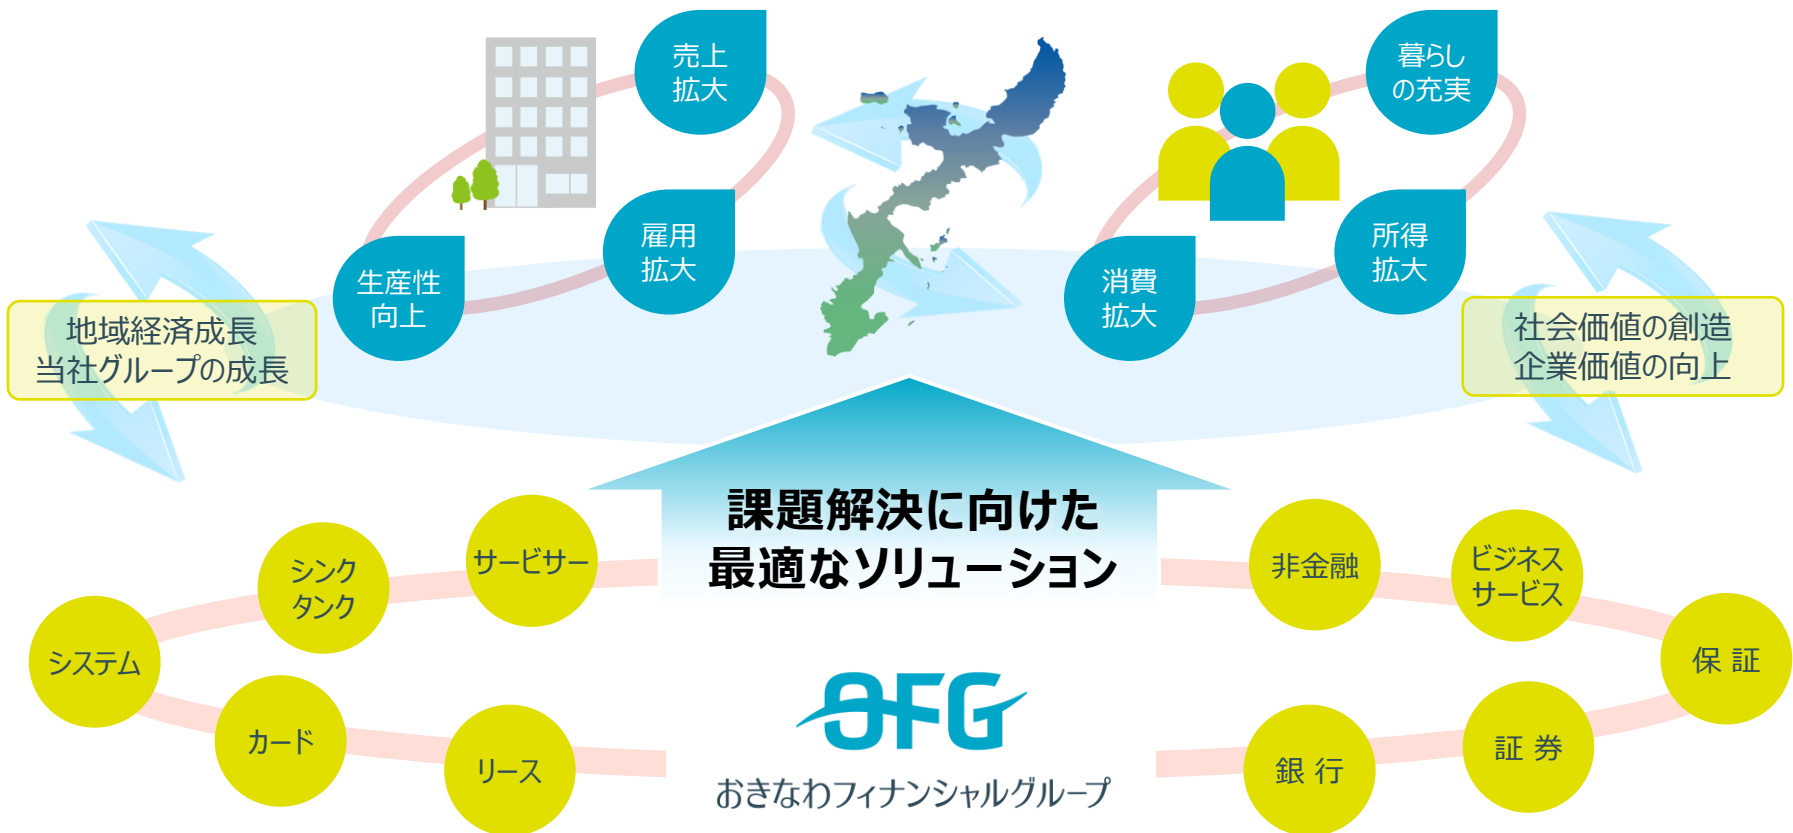 売上
拡大
雇用
拡大
生産性
向上
暮らし
の充実
所得
拡大
消費
拡大
地域経済成長
当社グループの成長
社会価値の創造
企業価値の向上
課題解決に向けた
最適なソリューション
サービサー
シンク
タンク
システム
カード
リース
非金融
ビジネス
サービス
保 証
証 券
銀 行
OFG
おきなわフィナンシャルグループ